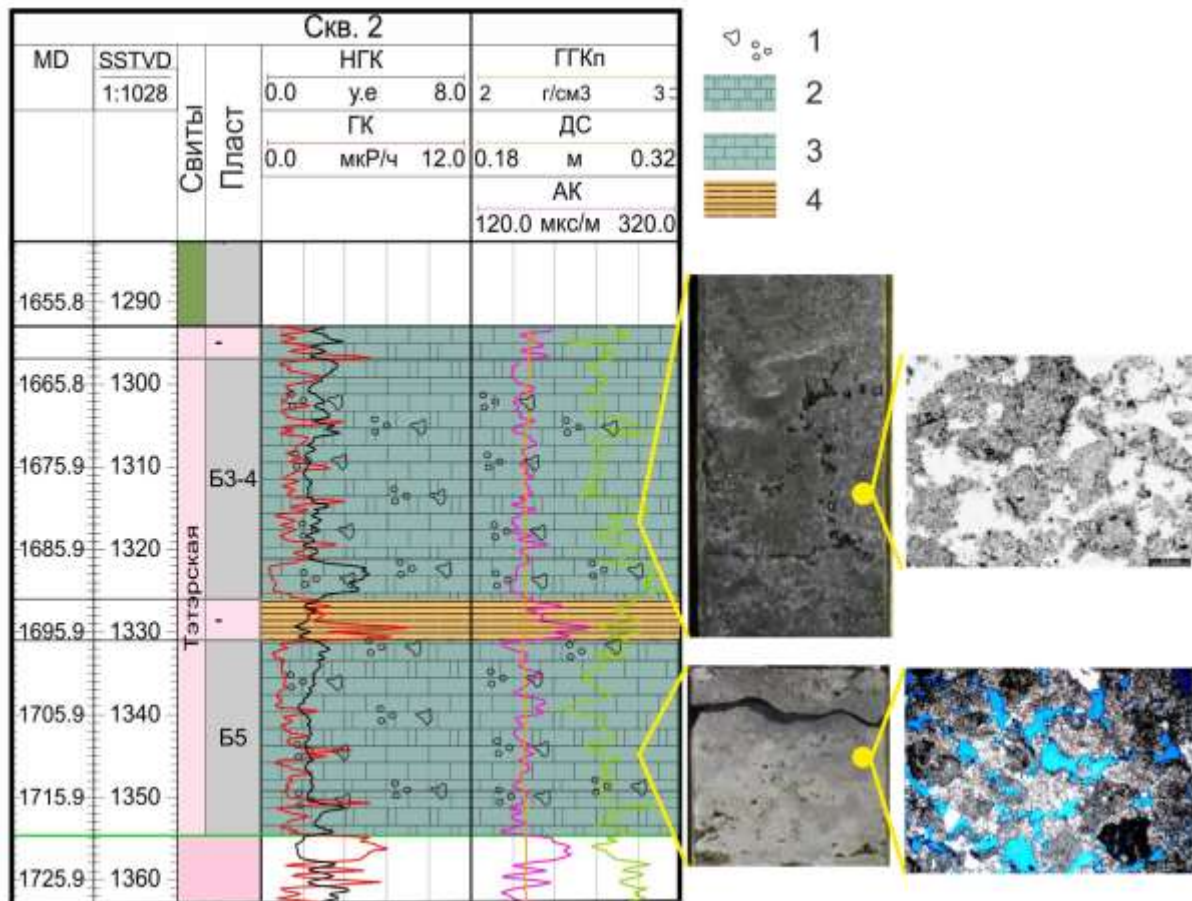 Скв. 2
MD SSTVD НГК ГГКп
1:1028 0.0 у.е 8.0 2 г/см3 3
Свиты Пласт ГК ДС
0.0 мкР/ч 12.0 0.18 м 0.32
АК
120.0 мкс/м 320.0
1
2
3
4
1655.8 1290
1665.8 1300
1675.9 1310
Б3-4
1685.9 1320
Тэтэрская
1695.9 1330
1705.9 1340
Б5
1715.9 1350
1725.9 1360